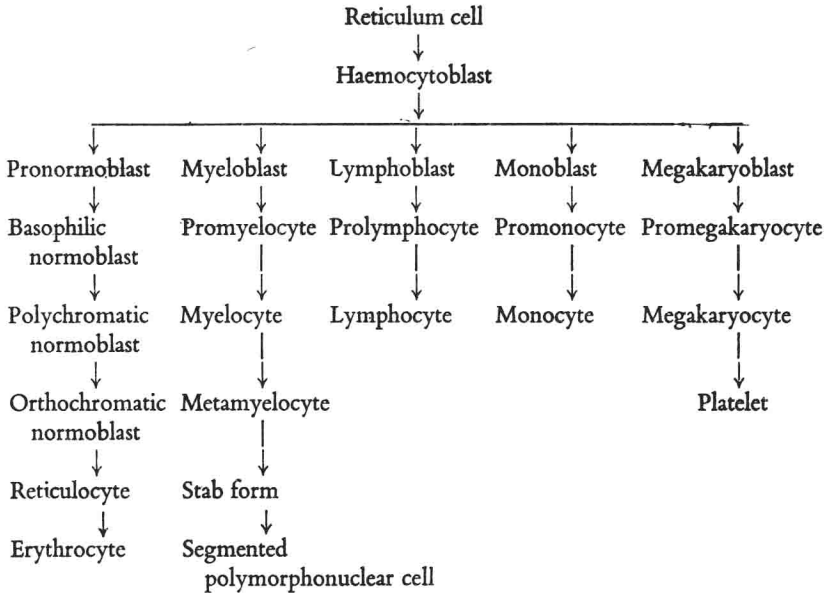 Reticulum cell
Haemocytoblast
Pronormoblast Myeloblast Lymphoblast Monoblast Megakaryoblast
Basophilic Promyelocyte Prolymphocyte Promonocyte Promegakaryocyte
normoblast
Polychromatic Myelocyte Lymphocyte Monocyte Megakaryocyte
normoblast
Orthochromatic Metamyelocyte Platelet
normoblast
Reticulocyte Stab form
Erythrocyte Segmented
polymorphonuclear cell